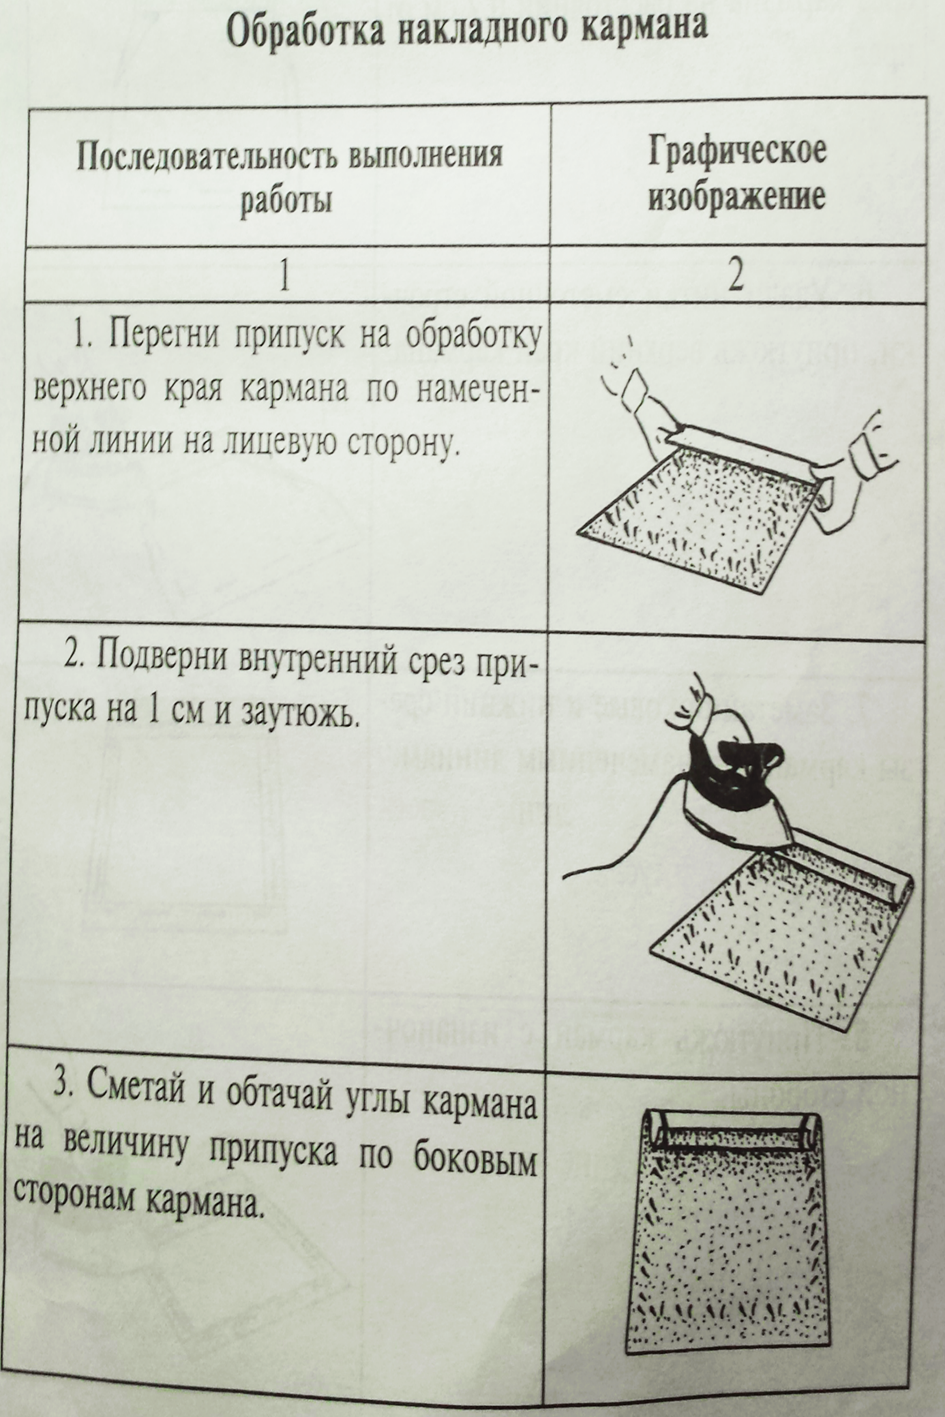 Обработка накладного кармана
Последовательность выполнения
работы
Графическое
изображение
1
2
1. Перегни припуск на обработку
верхнего края кармана по намечен-
ной линии на лицевую сторону.
2. Подверни внутренний срез при-
пуска на 1 см и заутюжь.
3. Сметай и обтачай углы кармана
на величину припуска по боковым
сторонам кармана.